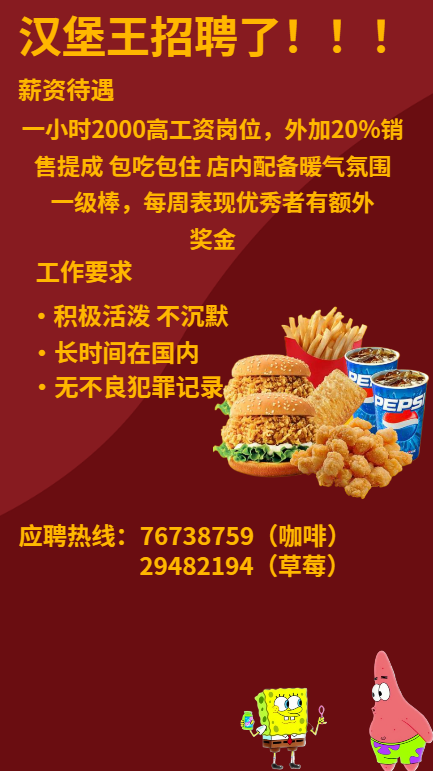 汉堡王招聘了！！！
薪资待遇
一小时2000高工资岗位，外加20%销
售提成 包吃包住 店内配备暖气氛围
一级棒，每周表现优秀者有额外
奖金
工作要求
• 积极活泼 不沉默
• 长时间在国内
• 无不良犯罪记录
PEPSI
应聘热线：76738759（咖啡）
29482194（草莓）